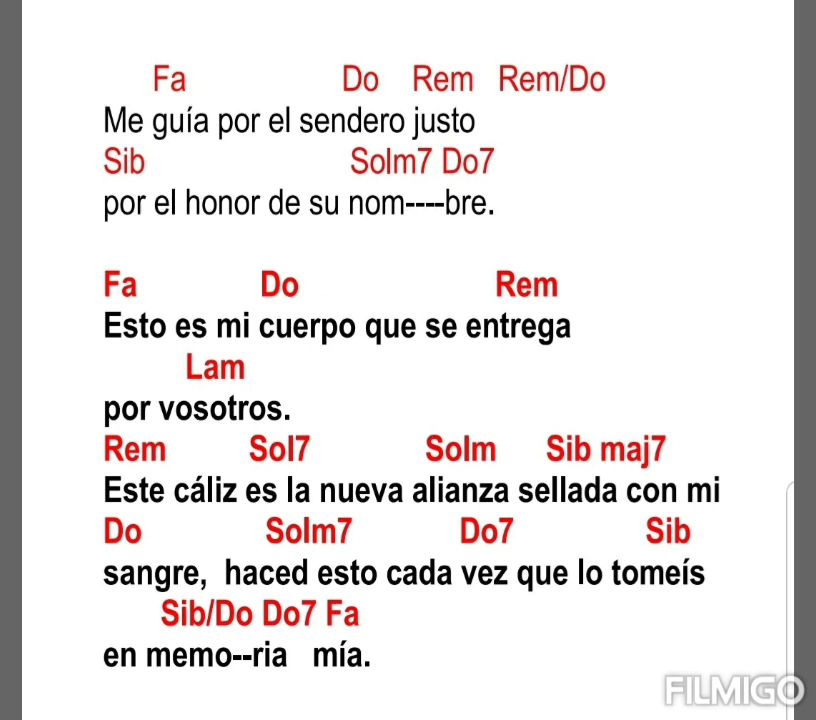 Fa Do Rem Rem/Do
Me guía por el sendero justo
Sib Solm7 Do7
por el honor de su nom----bre.
Fa Do Rem
Esto es mi cuerpo que se entrega
Lam
por vosotros.
Rem Sol7 Solm Sib maj7
Este cáliz es la nueva alianza sellada con mi
Do Solm7 Do7 Sib
sangre, haced esto cada vez que lo tomeís
Sib/Do Do7 Fa
en memo--ria mía.
FILMIGO